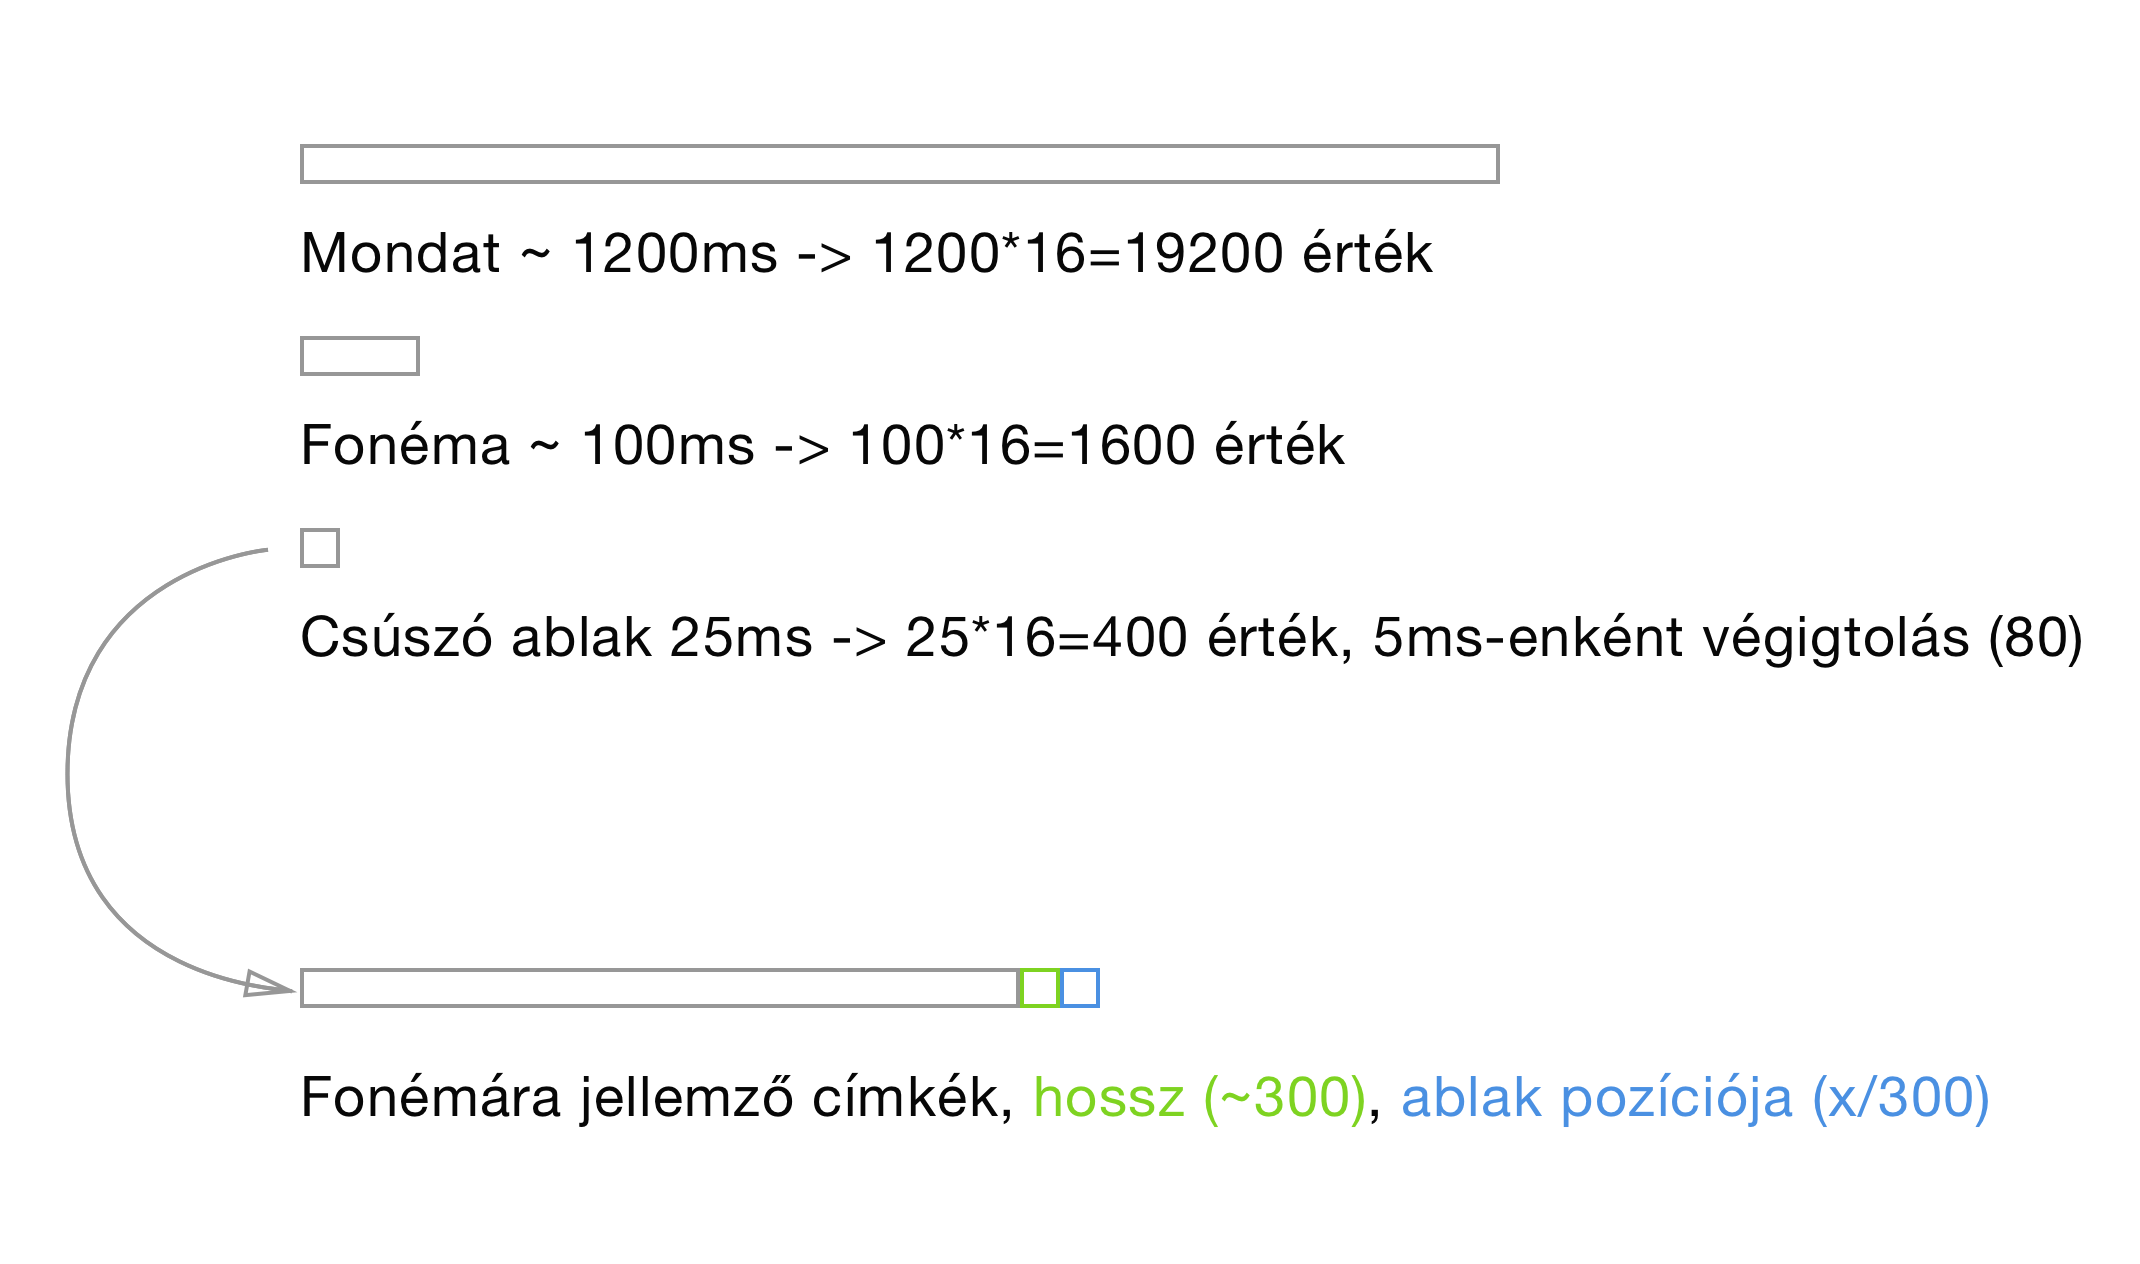 Mondat ~ 1200ms -> 1200*16=19200 érték
Fonéma ~ 100ms -> 100*16=1600 érték
Csúszó ablak 25ms -> 25*16=400 érték, 5ms-enként végigtolás (80)
Fonémára jellemző címkék, hossz (~300), ablak pozíciója (x/300)